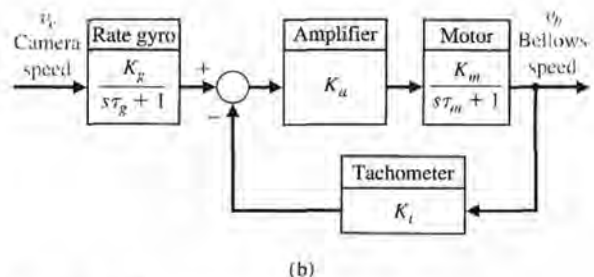 v_c
Camera
speed
Rate gyro
K_g
sτ_g + 1
+
−
Amplifier
K_a
Motor
K_m
sτ_m + 1
v_b
Bellows
speed
Tachometer
K_t
(b)